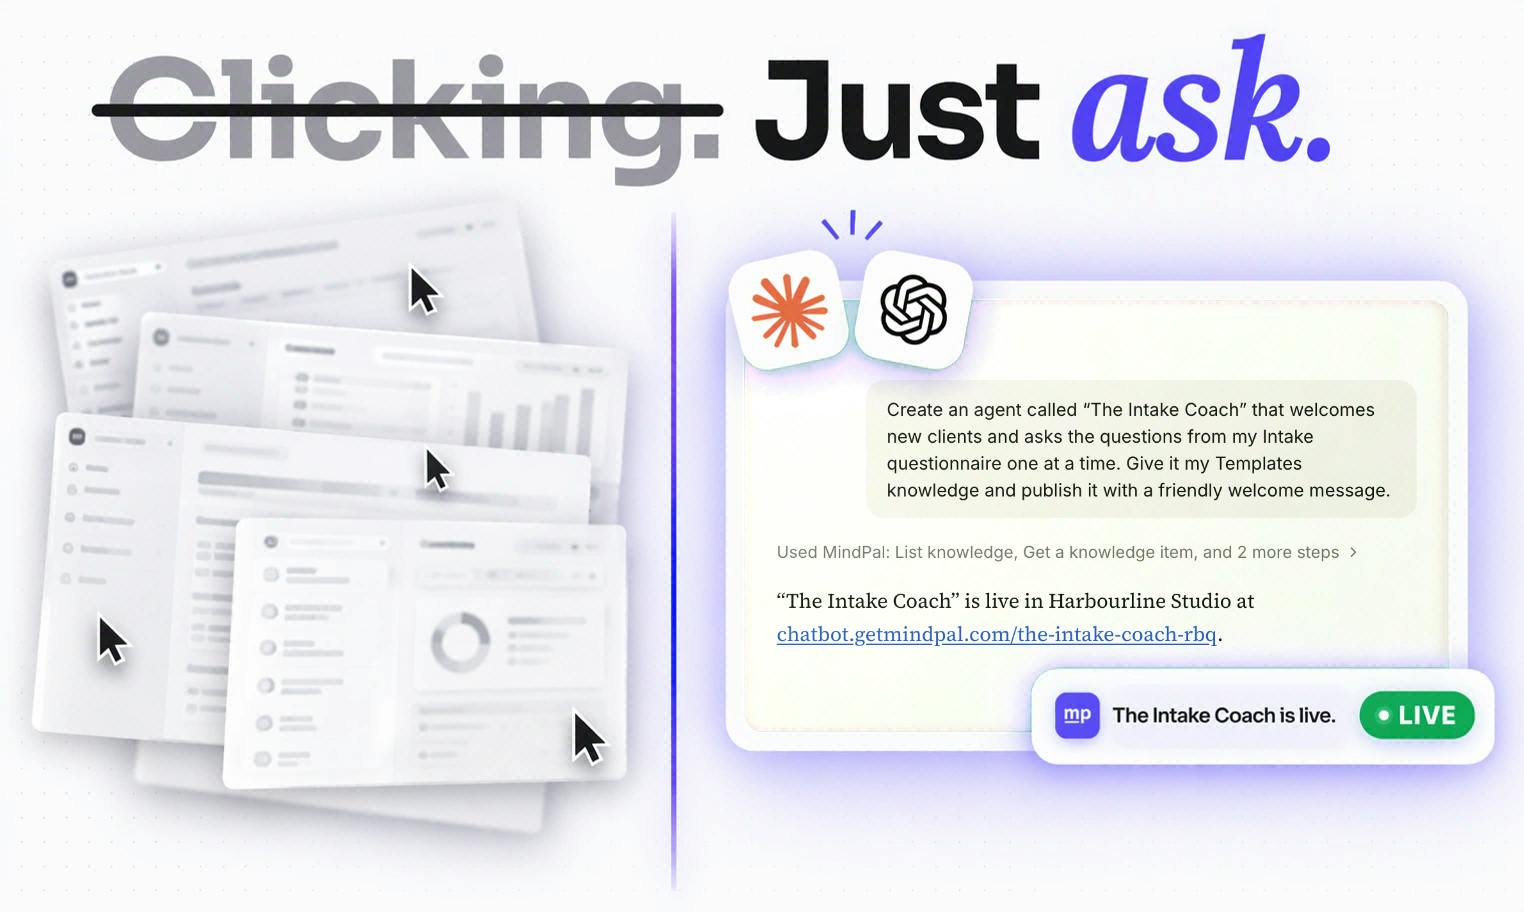 Clicking. Just ask.
Create an agent called “The Intake Coach” that welcomes
new clients and asks the questions from my Intake
questionnaire one at a time. Give it my Templates
knowledge and publish it with a friendly welcome message.
Used MindPal: List knowledge, Get a knowledge item, and 2 more steps
“The Intake Coach” is live in Harbourline Studio at
chatbot.getmindpal.com/the-intake-coach-rbq.
mp The Intake Coach is live. LIVE